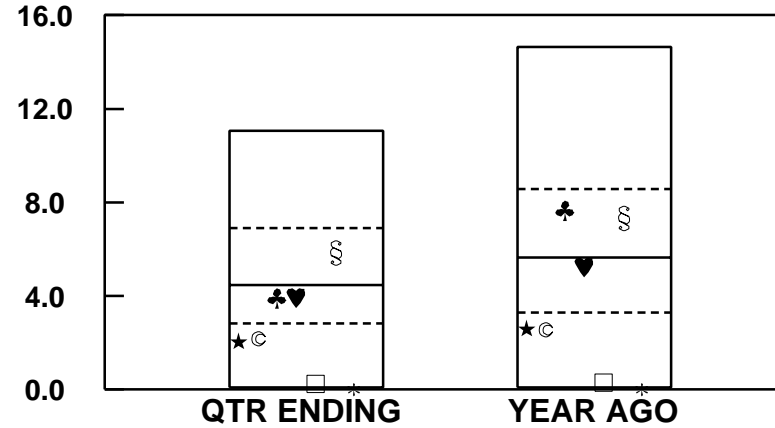 16.0
12.0
8.0
4.0
0.0
♣ § § ♣ ♥ ♥ ★ © ★ © □ * □ *
QTR ENDING YEAR AGO